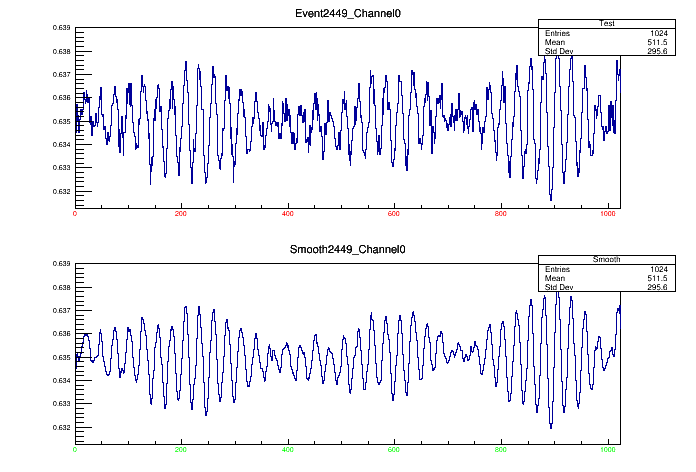 Event2449_Channel0
Test
Entries 1024
Mean 511.5
Std Dev 295.6
0.639
0.638
0.637
0.636
0.635
0.634
0.633
0.632
0 200 400 600 800 1000
Smooth2449_Channel0
Smooth
Entries 1024
Mean 511.5
Std Dev 295.6
0.639
0.638
0.637
0.636
0.635
0.634
0.633
0.632
0 200 400 600 800 1000